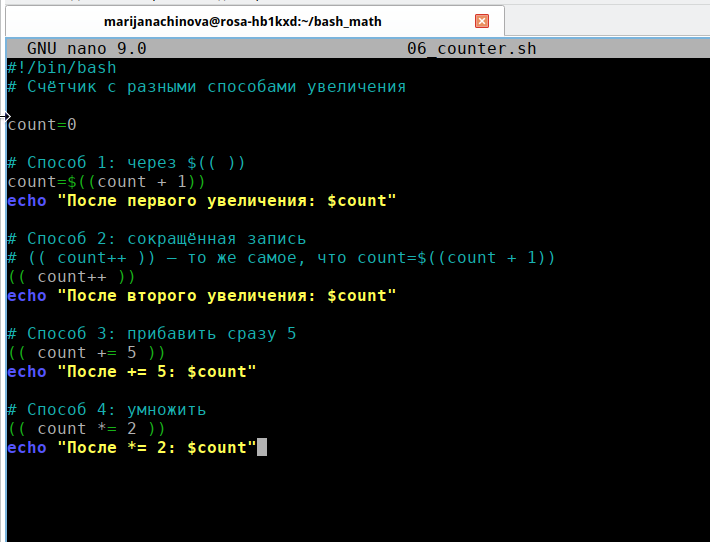 marijanachinova@rosa-hb1kxd:~/bash_math
GNU nano 9.0 06_counter.sh
#!/bin/bash
# Счётчик с разными способами увеличения
count=0
# Способ 1: через $(( ))
count=$((count + 1))
echo "После первого увеличения: $count"
# Способ 2: сокращённая запись
# (( count++ )) — то же самое, что count=$((count + 1))
(( count++ ))
echo "После второго увеличения: $count"
# Способ 3: прибавить сразу 5
(( count += 5 ))
echo "После += 5: $count"
# Способ 4: умножить
(( count *= 2 ))
echo "После *= 2: $count"